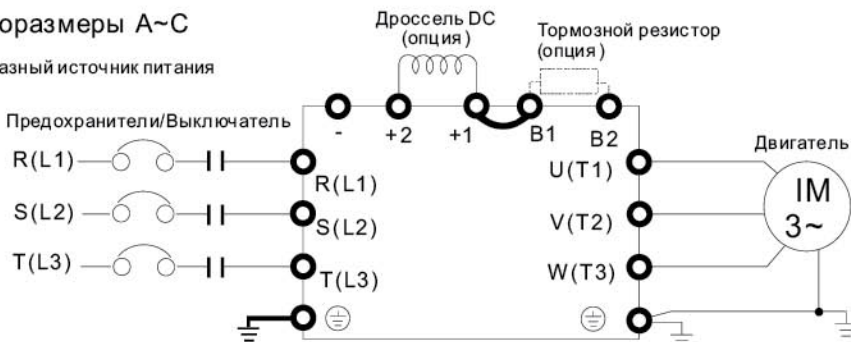 оразмеры A~C
азный источник питания
Дроссель DC
(опция)
Тормозной резистор
(опция)
Предохранители/Выключатель
- +2 +1 B1 B2
Двигатель
R(L1)
R(L1)
U(T1)
IM
3~
S(L2)
S(L2)
V(T2)
T(L3)
T(L3)
W(T3)